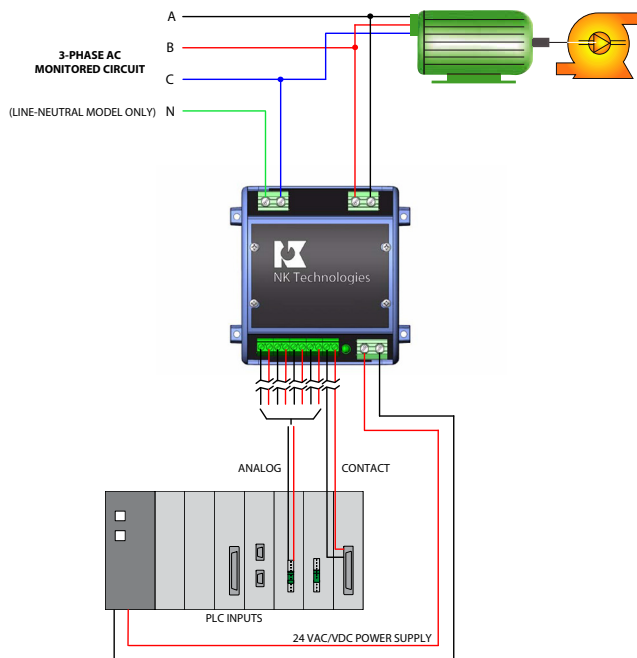 A
3-PHASE AC
MONITORED CIRCUIT
B
C
(LINE-NEUTRAL MODEL ONLY) N
NK Technologies
ANALOG
CONTACT
PLC INPUTS
24 VAC/VDC POWER SUPPLY